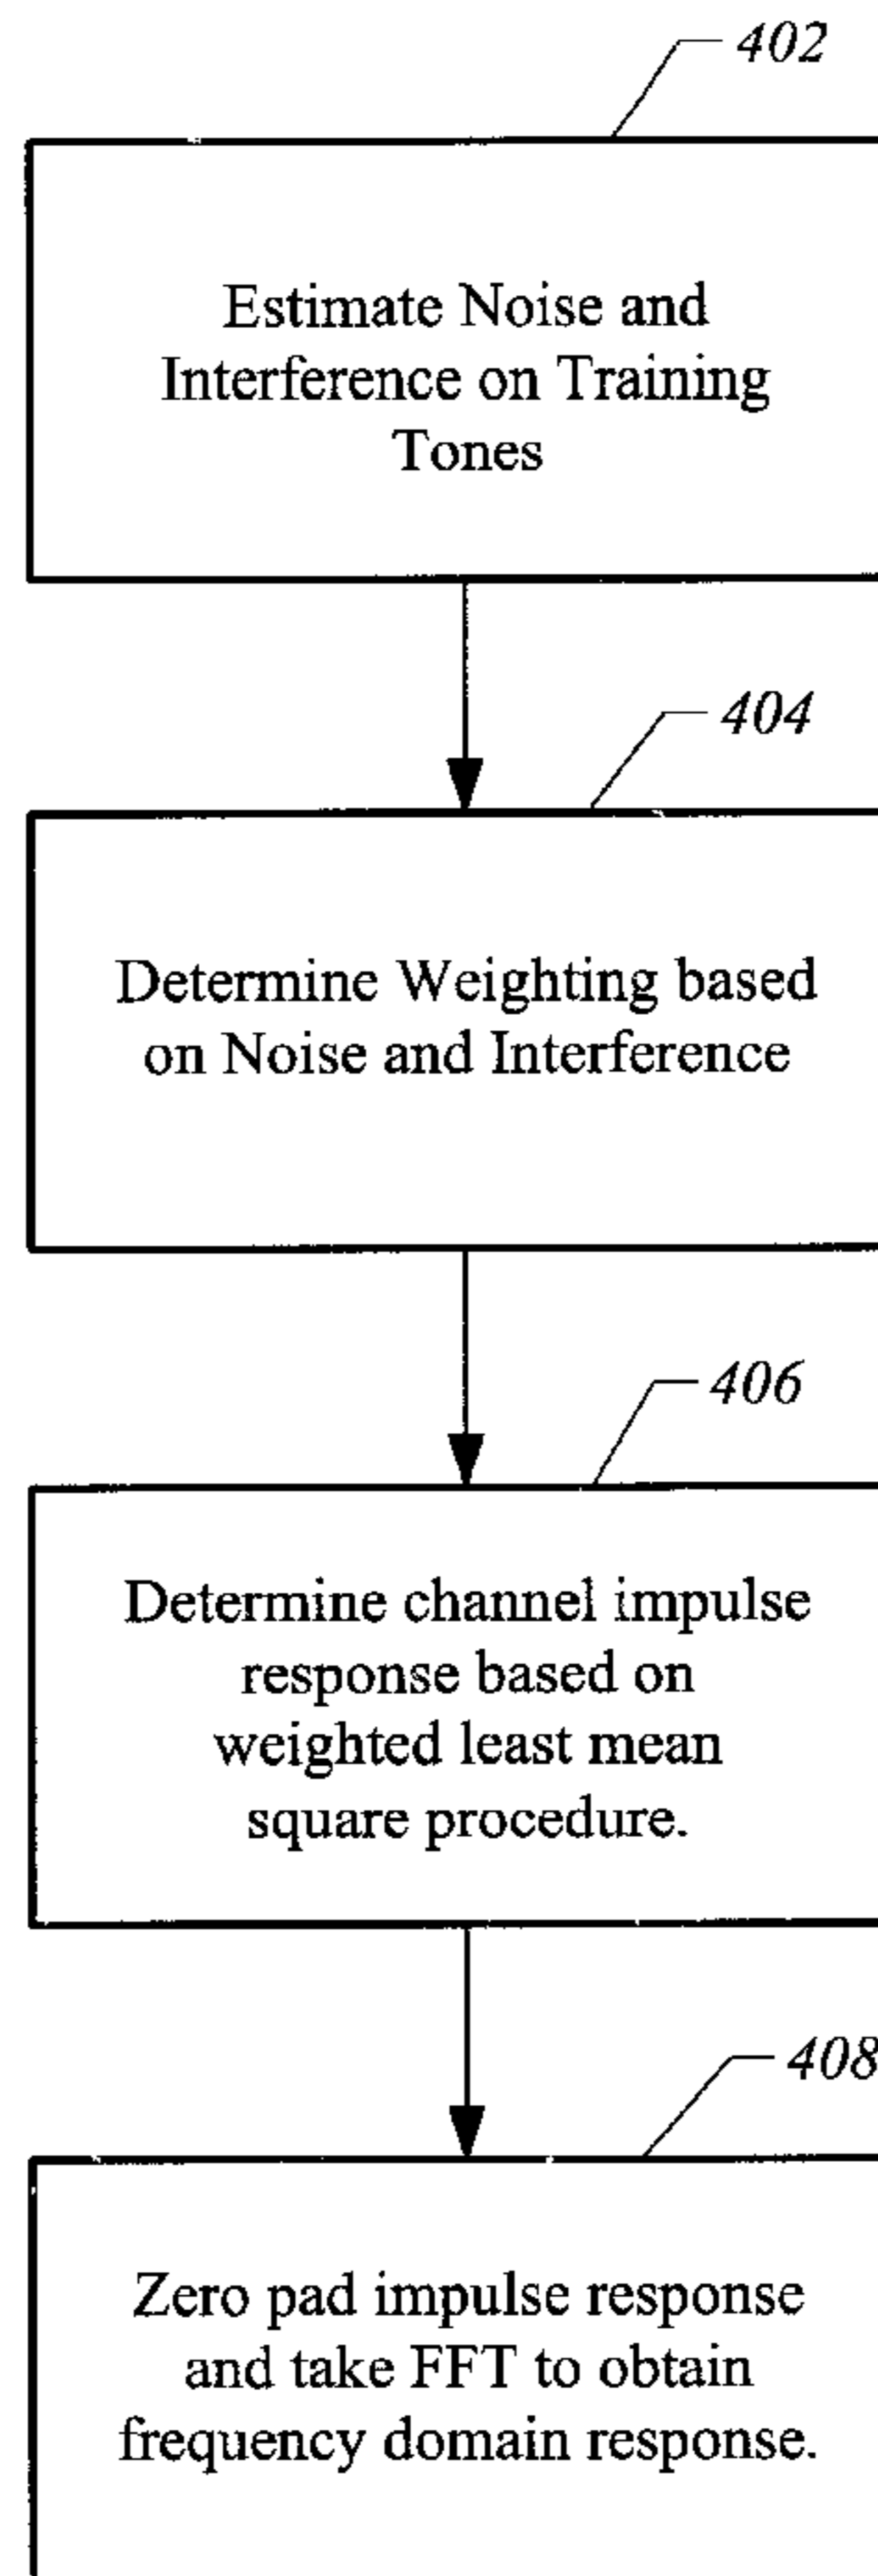 402
Estimate Noise and
Interference on Training
Tones
404
Determine Weighting based
on Noise and Interference
406
Determine channel impulse
response based on
weighted least mean
square procedure.
408
Zero pad impulse response
and take FFT to obtain
frequency domain response.